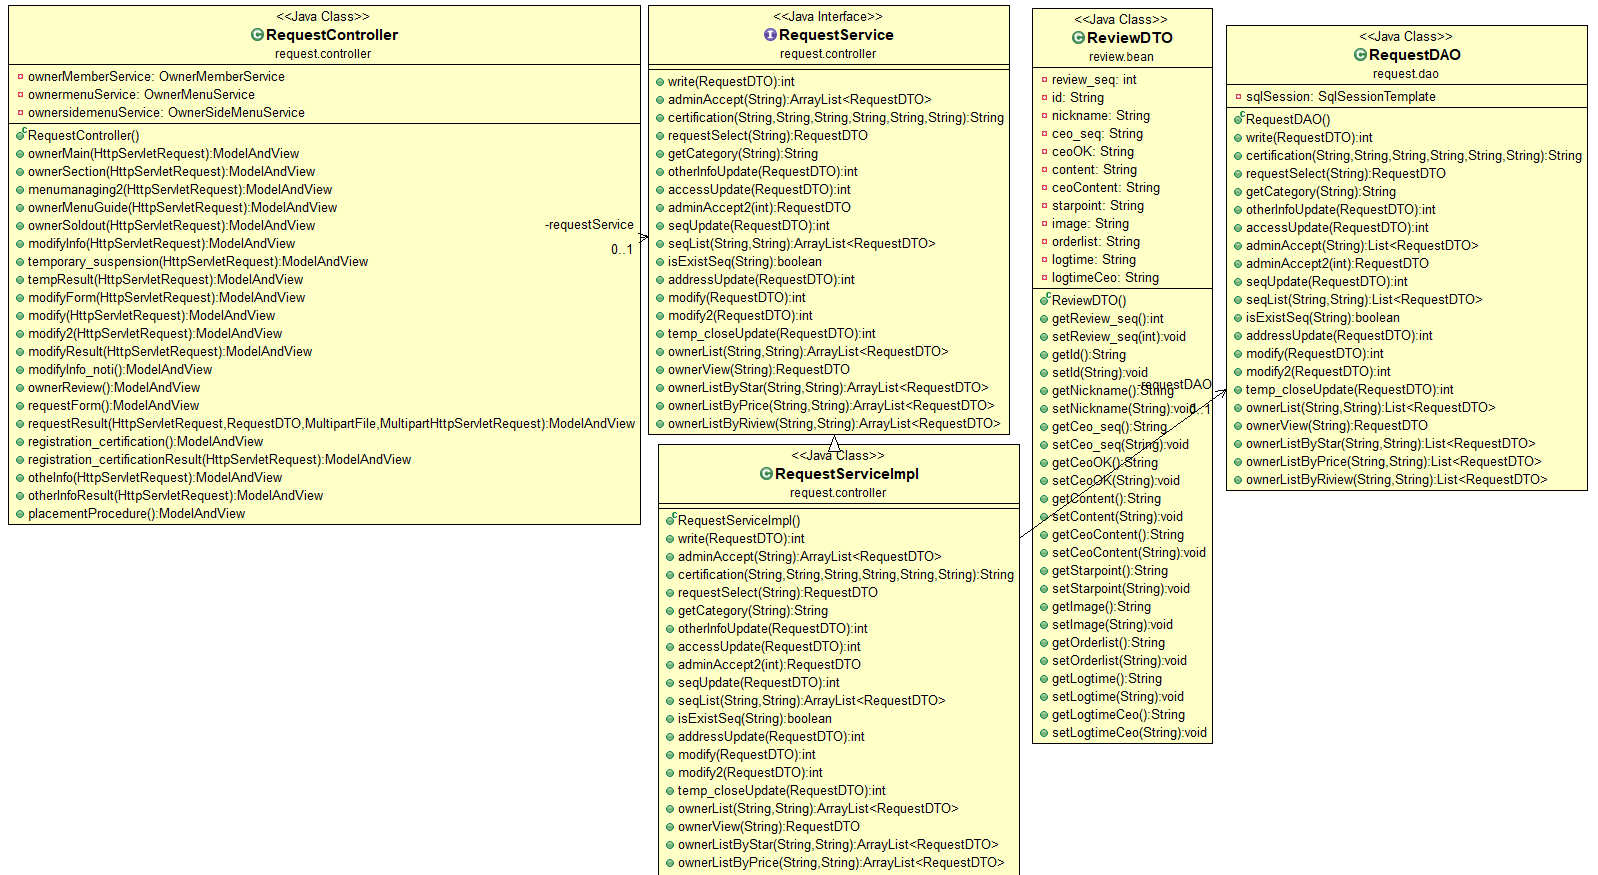 <<Java Class>>
RequestController
request.controller
ownerMemberService: OwnerMemberService
ownermenuService: OwnerMenuService
ownersidemenuService: OwnerSideMenuService
RequestController()
ownerMain(HttpServletRequest):ModelAndView
ownerSection(HttpServletRequest):ModelAndView
menumanaging2(HttpServletRequest):ModelAndView
ownerMenuGuide(HttpServletRequest):ModelAndView
ownerSoldout(HttpServletRequest):ModelAndView
modifyInfo(HttpServletRequest):ModelAndView
temporary_suspension(HttpServletRequest):ModelAndView
tempResult(HttpServletRequest):ModelAndView
modifyForm(HttpServletRequest):ModelAndView
modify(HttpServletRequest):ModelAndView
modify2(HttpServletRequest):ModelAndView
modifyResult(HttpServletRequest):ModelAndView
modifyInfo_noti():ModelAndView
ownerReview():ModelAndView
requestForm():ModelAndView
requestResult(HttpServletRequest,RequestDTO,MultipartFile,MultipartHttpServletRequest):ModelAndView
registration_certification():ModelAndView
registration_certificationResult(HttpServletRequest):ModelAndView
otheInfo(HttpServletRequest):ModelAndView
otherInfoResult(HttpServletRequest):ModelAndView
placementProcedure():ModelAndView
-requestService
0..1
<<Java Interface>>
RequestService
request.controller
write(RequestDTO):int
adminAccept(String):ArrayList<RequestDTO>
certification(String,String,String,String,String,String):String
requestSelect(String):RequestDTO
getCategory(String):String
otherInfoUpdate(RequestDTO):int
accessUpdate(RequestDTO):int
adminAccept2(int):RequestDTO
seqUpdate(RequestDTO):int
seqList(String,String):ArrayList<RequestDTO>
isExistSeq(String):boolean
addressUpdate(RequestDTO):int
modify(RequestDTO):int
modify2(RequestDTO):int
temp_closeUpdate(RequestDTO):int
ownerList(String,String):ArrayList<RequestDTO>
ownerView(String):RequestDTO
ownerListByStar(String,String):ArrayList<RequestDTO>
ownerListByPrice(String,String):ArrayList<RequestDTO>
ownerListByRiview(String,String):ArrayList<RequestDTO>
<<Java Class>>
RequestServiceImpl
request.controller
RequestServiceImpl()
write(RequestDTO):int
adminAccept(String):ArrayList<RequestDTO>
certification(String,String,String,String,String,String):String
requestSelect(String):RequestDTO
getCategory(String):String
otherInfoUpdate(RequestDTO):int
accessUpdate(RequestDTO):int
adminAccept2(int):RequestDTO
seqUpdate(RequestDTO):int
seqList(String,String):ArrayList<RequestDTO>
isExistSeq(String):boolean
addressUpdate(RequestDTO):int
modify(RequestDTO):int
modify2(RequestDTO):int
temp_closeUpdate(RequestDTO):int
ownerList(String,String):ArrayList<RequestDTO>
ownerView(String):RequestDTO
ownerListByStar(String,String):ArrayList<RequestDTO>
ownerListByPrice(String,String):ArrayList<RequestDTO>
<<Java Class>>
ReviewDTO
review.bean
review_seq: int
id: String
nickname: String
ceo_seq: String
ceoOK: String
content: String
ceoContent: String
starpoint: String
image: String
orderlist: String
logtime: String
logtimeCeo: String
ReviewDTO()
getReview_seq():int
setReview_seq(int):void
getId():String
setId(String):void
getNickname():String
setNickname(String):void
getCeo_seq():String
setCeo_seq(String):void
getCeoOK():String
setCeoOK(String):void
getContent():String
setContent(String):void
getCeoContent():String
setCeoContent(String):void
getStarpoint():String
setStarpoint(String):void
getImage():String
setImage(String):void
getOrderlist():String
setOrderlist(String):void
getLogtime():String
setLogtime(String):void
getLogtimeCeo():String
setLogtimeCeo(String):void
-requestDAO
0..1
<<Java Class>>
RequestDAO
request.dao
sqlSession: SqlSessionTemplate
RequestDAO()
write(RequestDTO):int
certification(String,String,String,String,String,String):String
requestSelect(String):RequestDTO
getCategory(String):String
otherInfoUpdate(RequestDTO):int
accessUpdate(RequestDTO):int
adminAccept(String):List<RequestDTO>
adminAccept2(int):RequestDTO
seqUpdate(RequestDTO):int
seqList(String,String):List<RequestDTO>
isExistSeq(String):boolean
addressUpdate(RequestDTO):int
modify(RequestDTO):int
modify2(RequestDTO):int
temp_closeUpdate(RequestDTO):int
ownerList(String,String):List<RequestDTO>
ownerView(String):RequestDTO
ownerListByStar(String,String):List<RequestDTO>
ownerListByPrice(String,String):List<RequestDTO>
ownerListByRiview(String,String):List<RequestDTO>